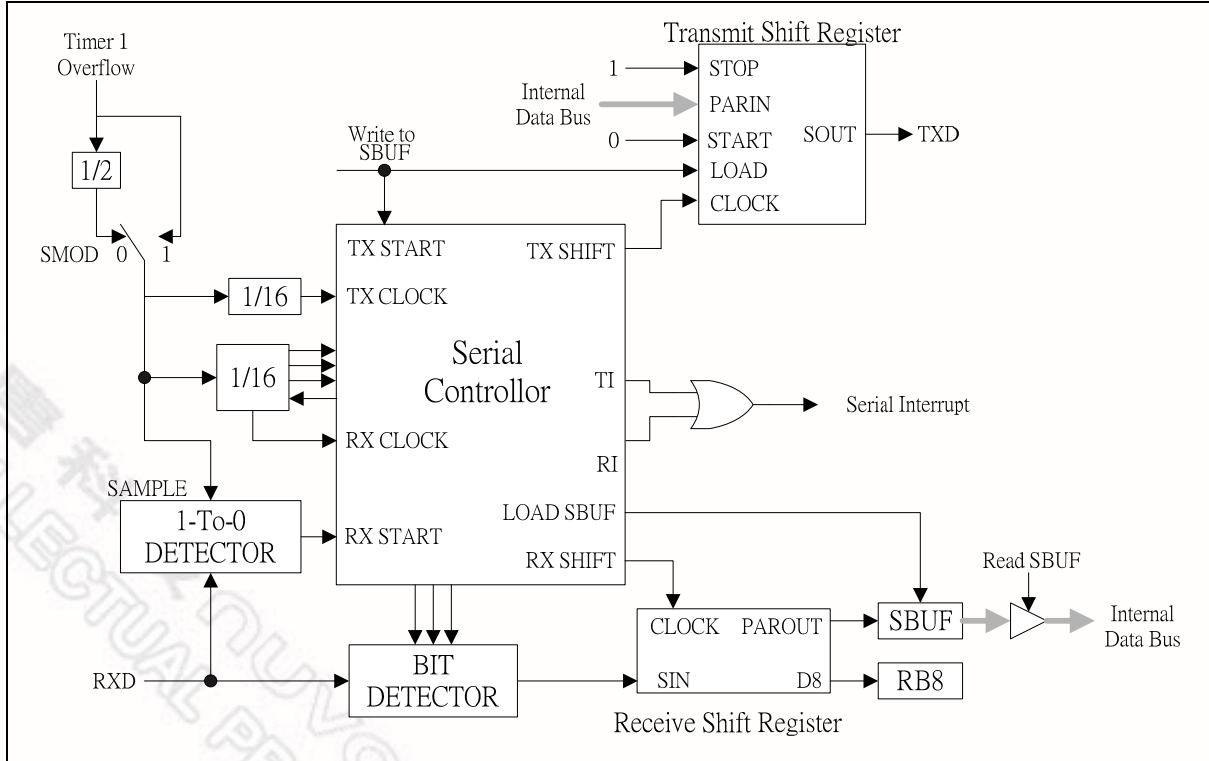 Timer 1
Overflow
1/2
SMOD 0 1
Write to
SBUF
Transmit Shift Register
1
Internal
Data Bus
0
STOP
PARIN
START
LOAD
CLOCK
SOUT
TXD
TX START
TX SHIFT
1/16
TX CLOCK
Serial
Controllor
1/16
TI
Serial Interrupt
RX CLOCK
RI
SAMPLE
1-To-0
DETECTOR
RX START
LOAD SBUF
RX SHIFT
Read SBUF
CLOCK PAROUT
SBUF
Internal
Data Bus
RXD
BIT
DETECTOR
SIN
D8
RB8
Receive Shift Register